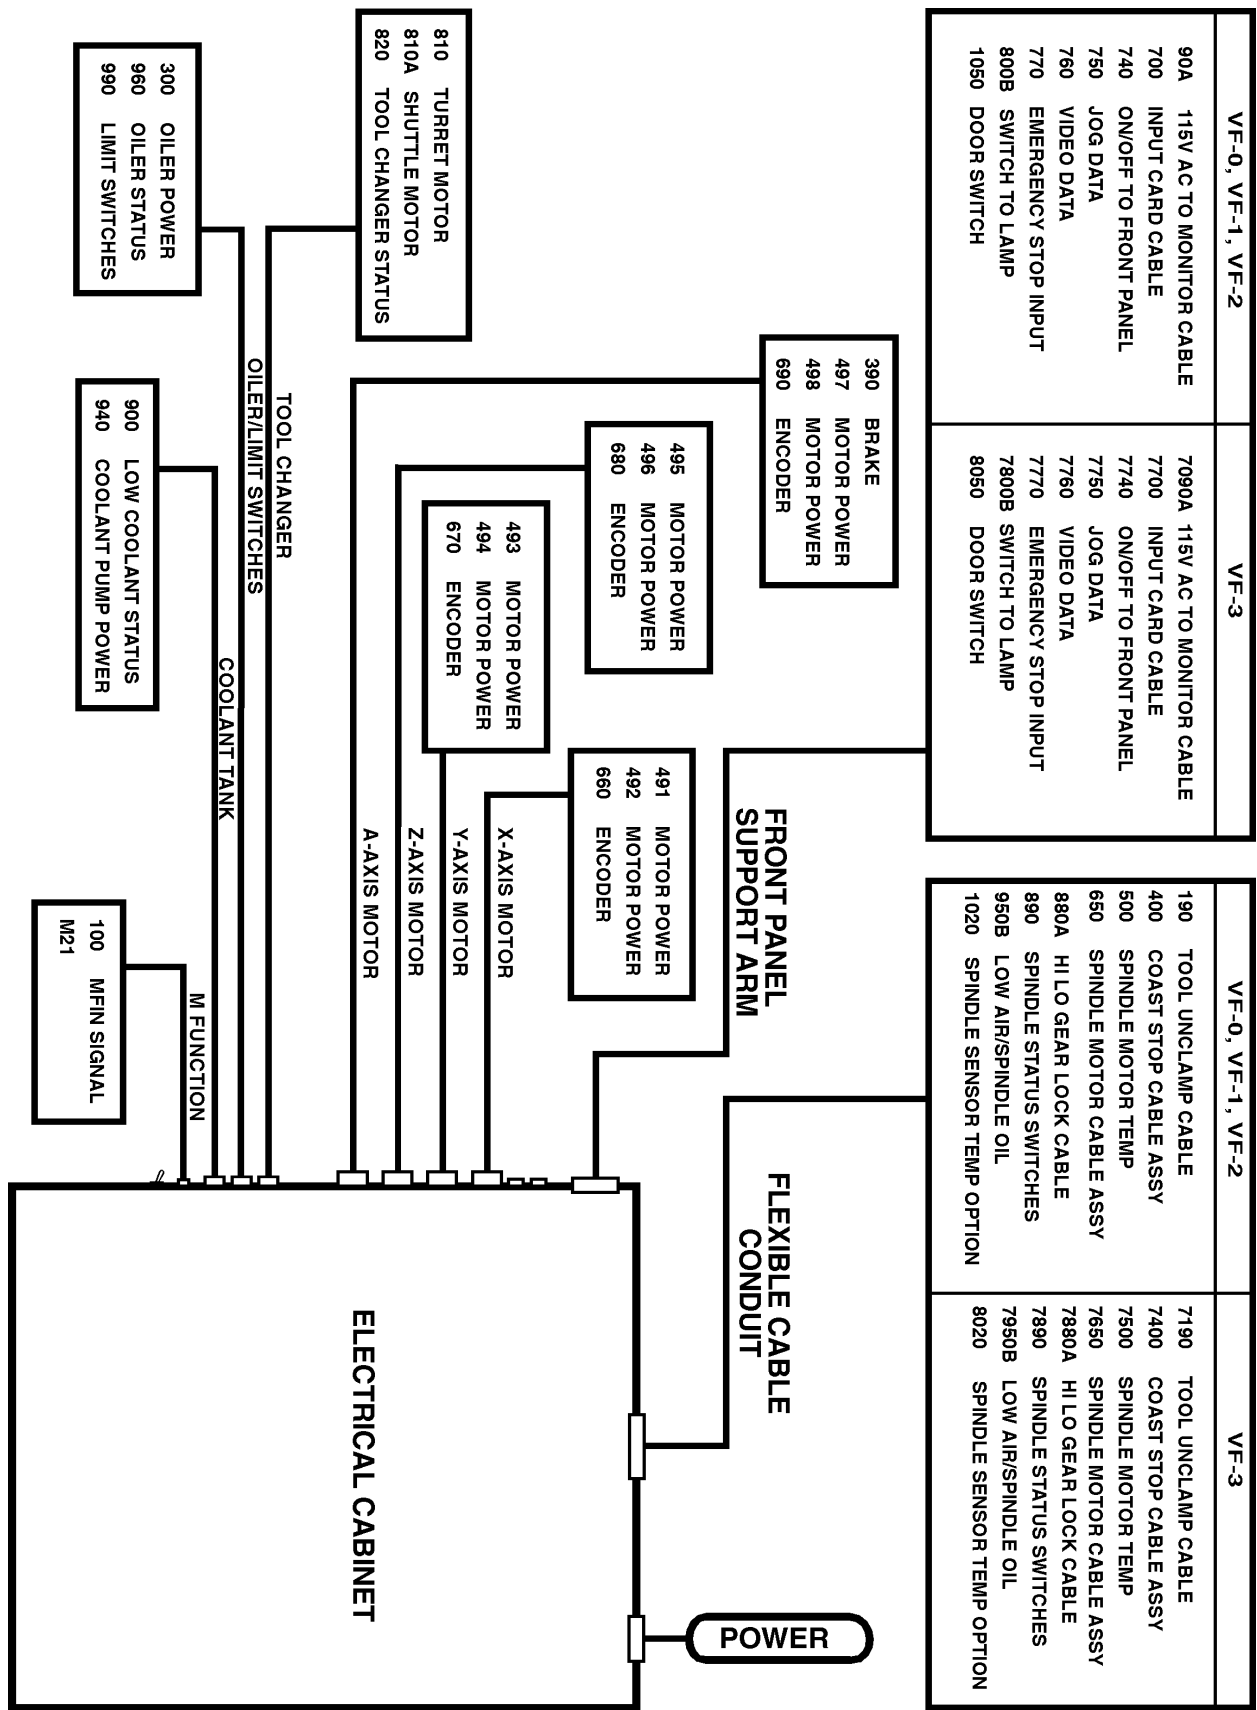 VF-0, VF-1, VF-2
90A 115V AC TO MONITOR CABLE
700 INPUT CARD CABLE
740 ON/OFF TO FRONT PANEL
750 JOG DATA
760 VIDEO DATA
770 EMERGENCY STOP INPUT
800B SWITCH TO LAMP
1050 DOOR SWITCH
VF-3
7090A 115V AC TO MONITOR CABLE
7700 INPUT CARD CABLE
7740 ON/OFF TO FRONT PANEL
7750 JOG DATA
7760 VIDEO DATA
7770 EMERGENCY STOP INPUT
7800B SWITCH TO LAMP
8050 DOOR SWITCH
VF-0, VF-1, VF-2
190 TOOL UNCLAMP CABLE
400 COAST STOP CABLE ASSY
500 SPINDLE MOTOR TEMP
650 SPINDLE MOTOR CABLE ASSY
880A HI LO GEAR LOCK CABLE
890 SPINDLE STATUS SWITCHES
950B LOW AIR/SPINDLE OIL
1020 SPINDLE SENSOR TEMP OPTION
VF-3
7190 TOOL UNCLAMP CABLE
7400 COAST STOP CABLE ASSY
7500 SPINDLE MOTOR TEMP
7650 SPINDLE MOTOR CABLE ASSY
7880A HI LO GEAR LOCK CABLE
7890 SPINDLE STATUS SWITCHES
7950B LOW AIR/SPINDLE OIL
8020 SPINDLE SENSOR TEMP OPTION
390 BRAKE
497 MOTOR POWER
498 MOTOR POWER
690 ENCODER
495 MOTOR POWER
496 MOTOR POWER
680 ENCODER
493 MOTOR POWER
494 MOTOR POWER
670 ENCODER
491 MOTOR POWER
492 MOTOR POWER
660 ENCODER
FRONT PANEL
SUPPORT ARM
FLEXIBLE CABLE
CONDUIT
POWER
X-AXIS MOTOR
Y-AXIS MOTOR
Z-AXIS MOTOR
A-AXIS MOTOR
810 TURRET MOTOR
810A SHUTTLE MOTOR
820 TOOL CHANGER STATUS
TOOL CHANGER
OILER/LIMIT SWITCHES
COOLANT TANK
M FUNCTION
300 OILER POWER
960 OILER STATUS
990 LIMIT SWITCHES
900 LOW COOLANT STATUS
940 COOLANT PUMP POWER
100 MFIN SIGNAL
M21
ELECTRICAL CABINET